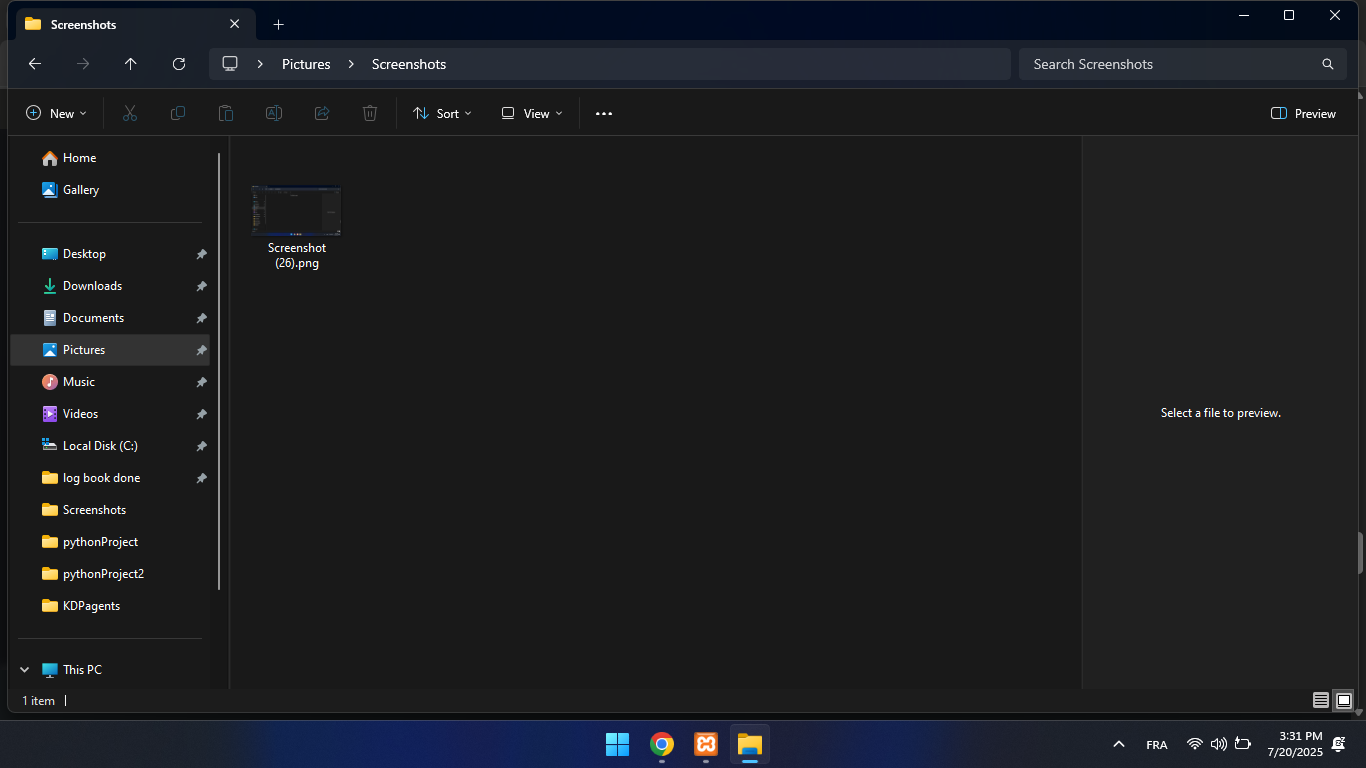 Screenshots
Pictures
Screenshots
Search Screenshots
New
Sort
View
Preview
Home
Gallery
Desktop
Downloads
Documents
Pictures
Music
Videos
Local Disk (C:)
log book done
Screenshots
pythonProject
pythonProject2
KDPagents
This PC
Screenshot
(26).png
Select a file to preview.
1 item
FRA
3:31 PM
7/20/2025